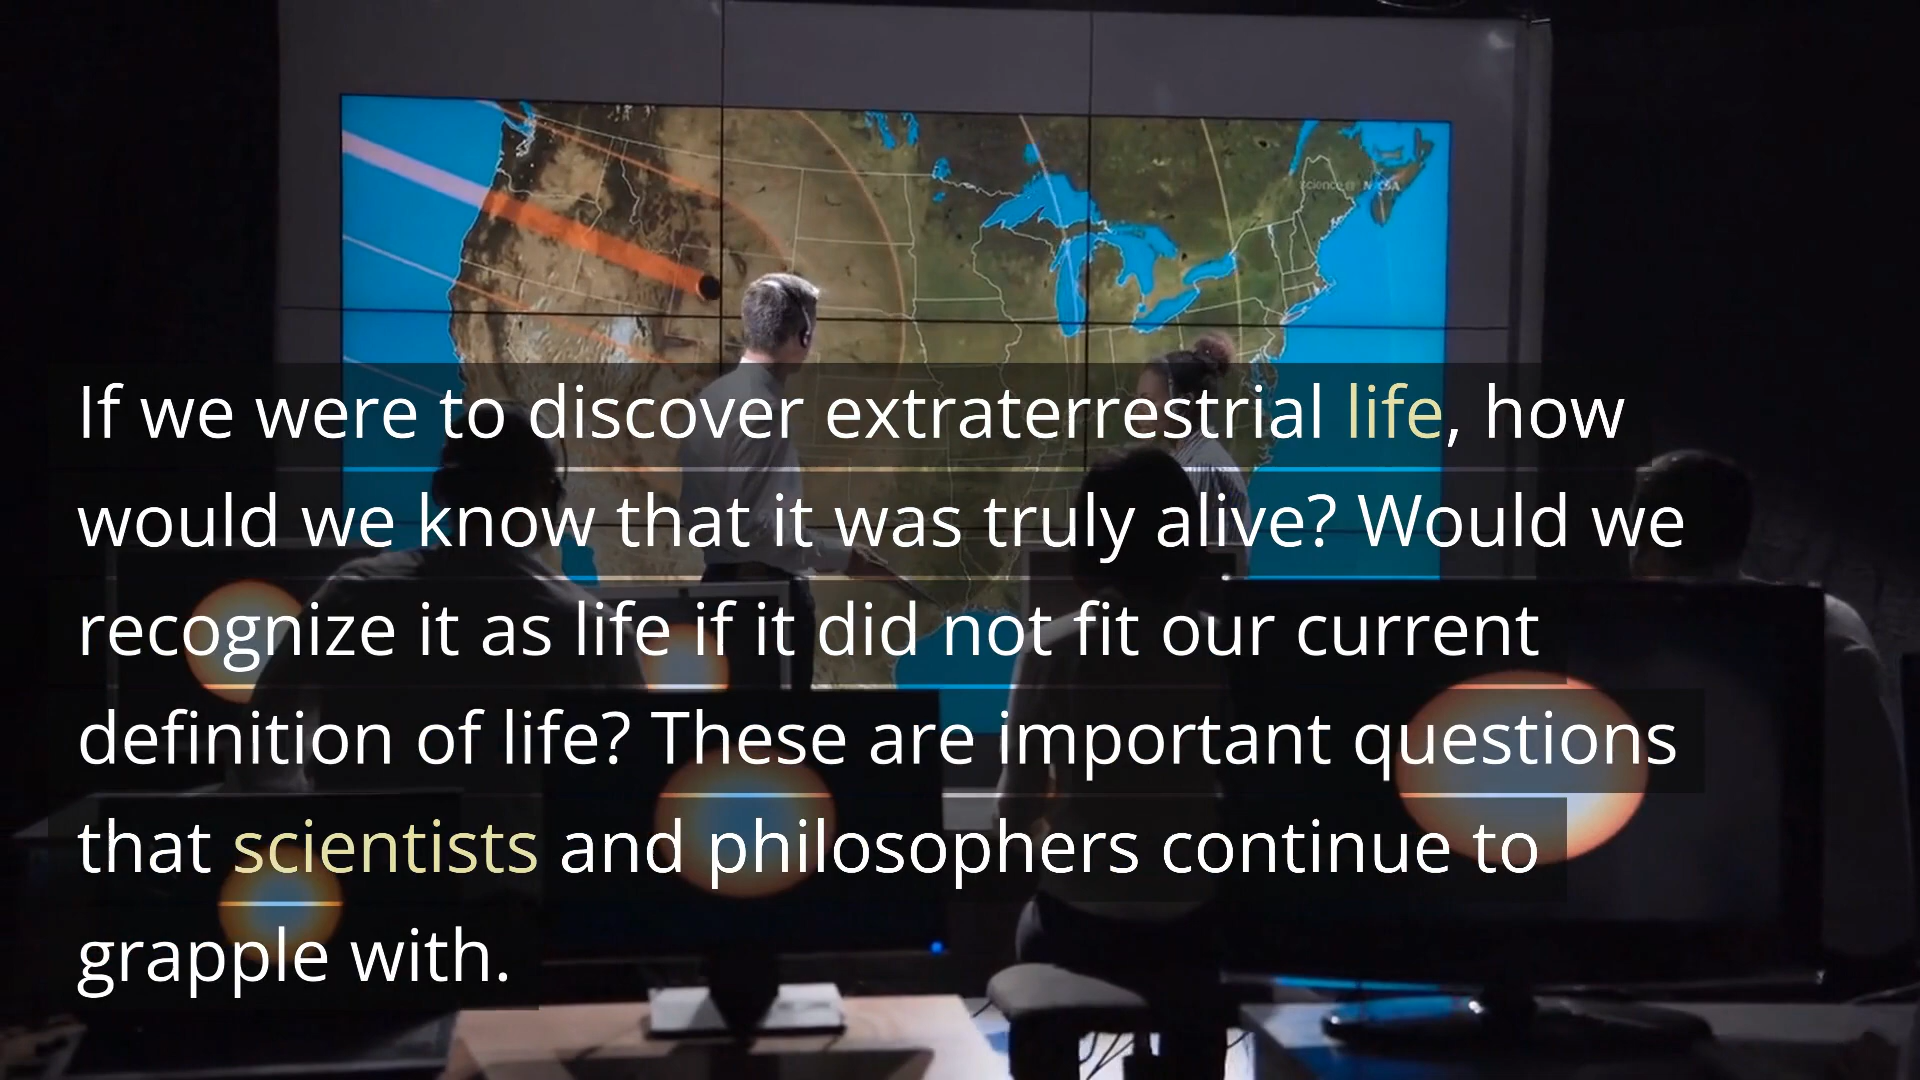 Science@NASA
If we were to discover extraterrestrial life, how
would we know that it was truly alive? Would we
recognize it as life if it did not fit our current
definition of life? These are important questions
that scientists and philosophers continue to
grapple with.